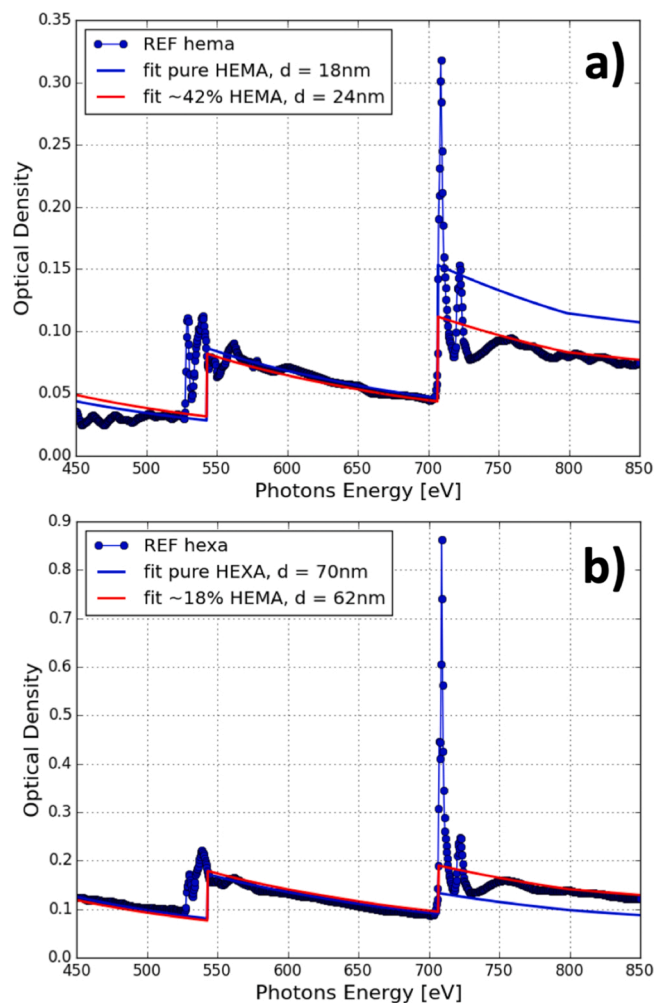 a)
REF hema
fit pure HEMA, d = 18nm
fit ~42% HEMA, d = 24nm
0.35
0.30
0.25
0.20
0.15
0.10
0.05
0.00
Optical Density
450 500 550 600 650 700 750 800 850
Photons Energy [eV]
b)
REF hexa
fit pure HEXA, d = 70nm
fit ~18% HEMA, d = 62nm
0.9
0.8
0.7
0.6
0.5
0.4
0.3
0.2
0.1
0.0
Optical Density
450 500 550 600 650 700 750 800 850
Photons Energy [eV]